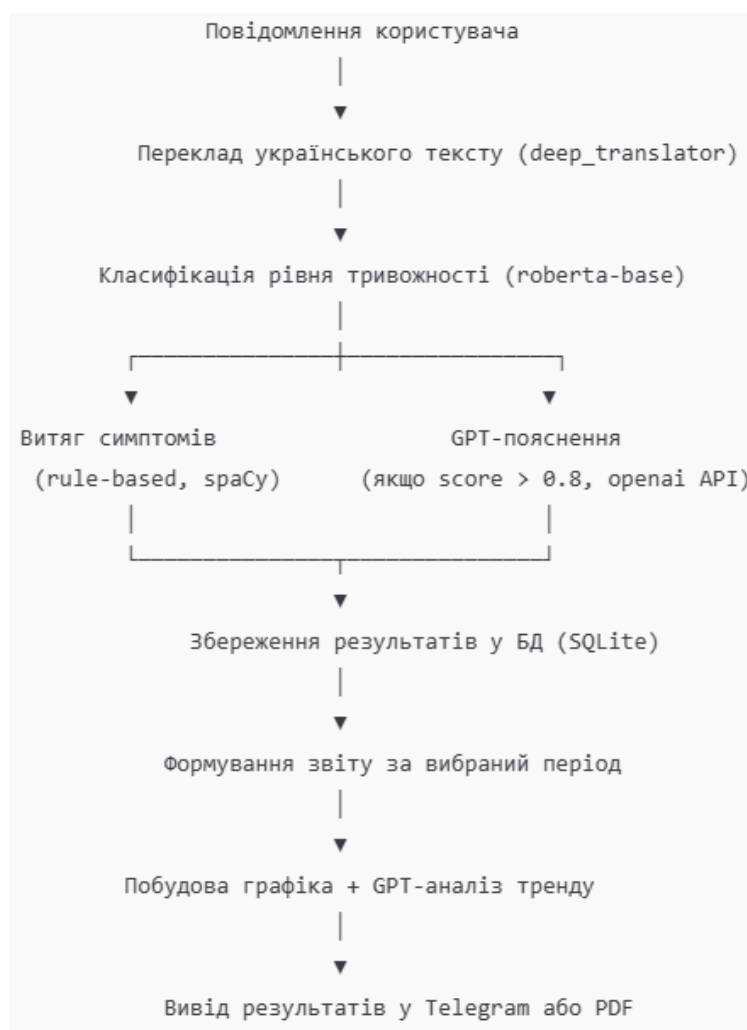 Повідомлення користувача
Переклад українського тексту (deep_translator)
Класифікація рівня тривожності (roberta-base)
Витяг симптомів
(rule-based, spaCy)
GPT-пояснення
(якщо score > 0.8, openai API)
Збереження результатів у БД (SQLite)
Формування звіту за вибраний період
Побудова графіка + GPT-аналіз тренду
Вивід результатів у Telegram або PDF